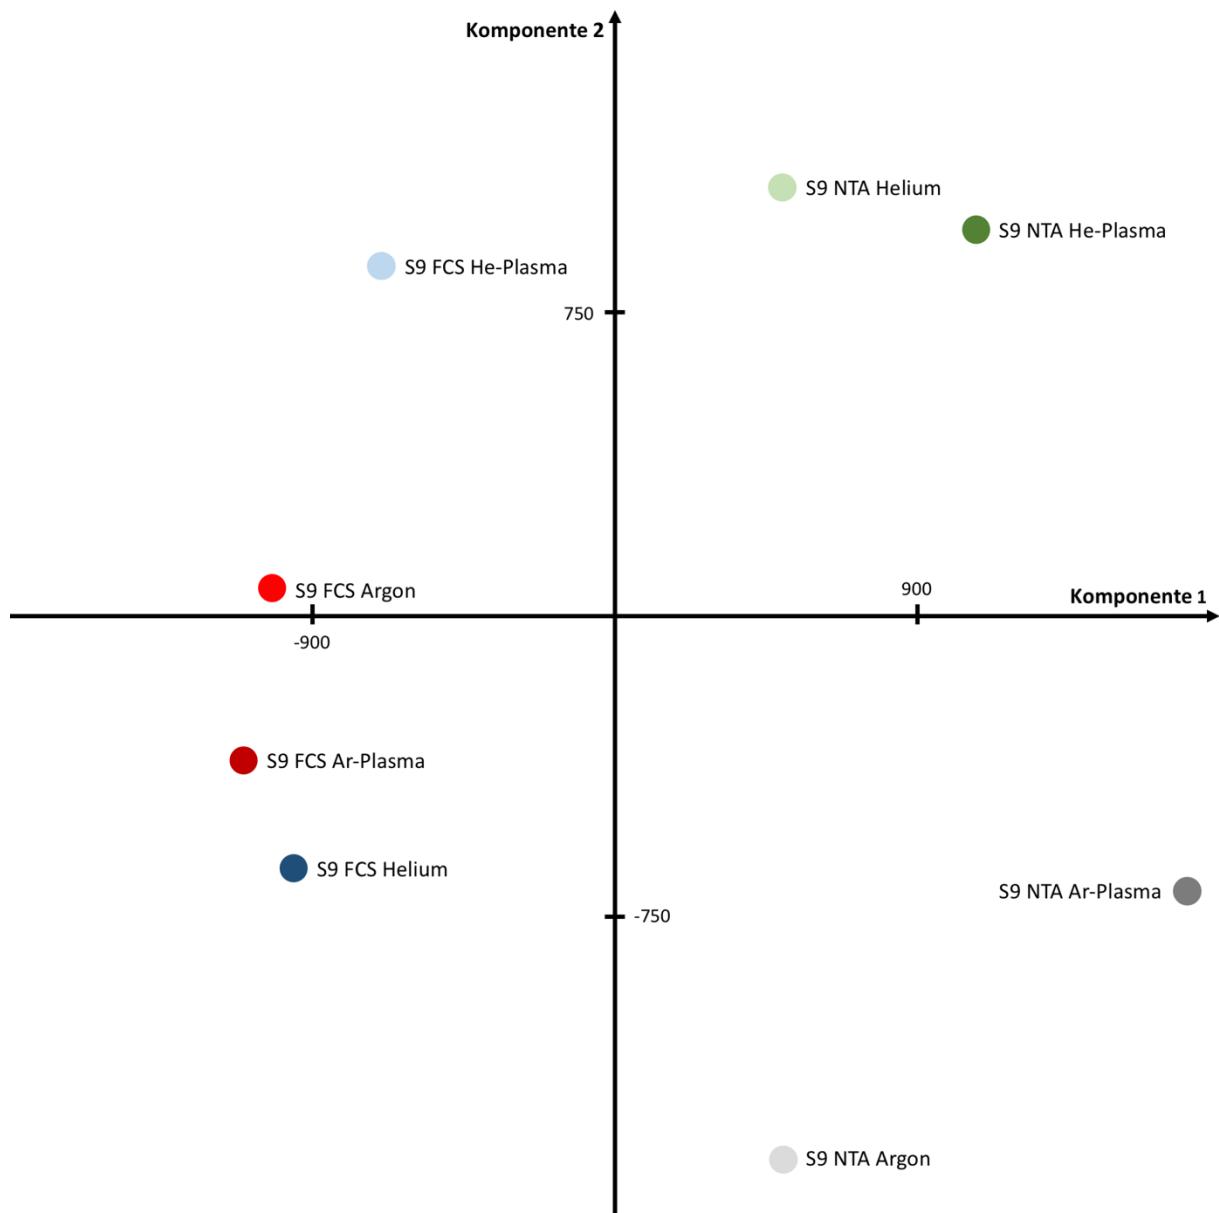 Komponente 2
S9 NTA Helium
S9 NTA He-Plasma
S9 FCS He-Plasma
750
S9 FCS Argon
900
Komponente 1
-900
S9 FCS Ar-Plasma
S9 FCS Helium
S9 NTA Ar-Plasma
-750
S9 NTA Argon